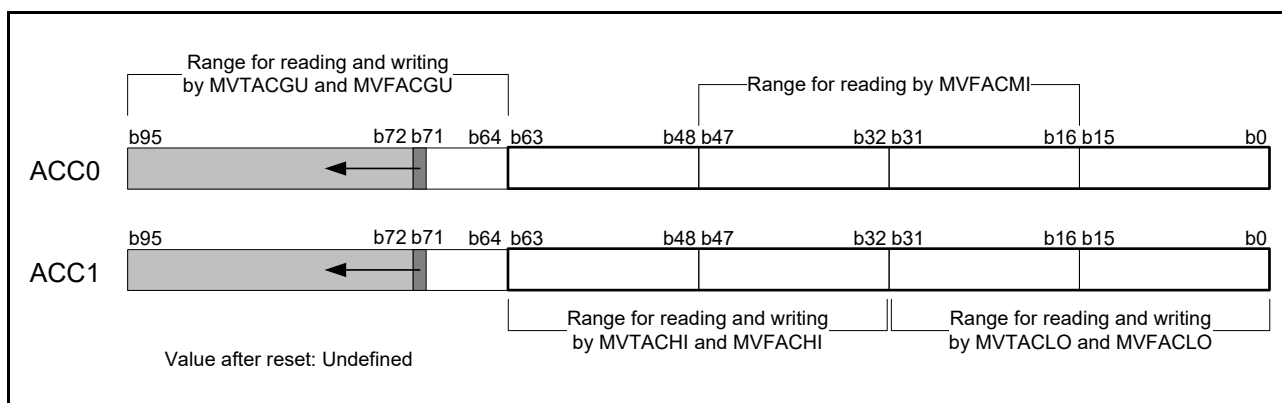 Range for reading and writing
by MVTACGU and MVFACGU
Range for reading by MVFACMI
b95 b72 b71 b64 b63 b48 b47 b32 b31 b16 b15 b0
ACC0
b95 b72 b71 b64 b63 b48 b47 b32 b31 b16 b15 b0
ACC1
Range for reading and writing
by MVTACHI and MVFACHI
Range for reading and writing
by MVTACLO and MVFACLO
Value after reset: Undefined